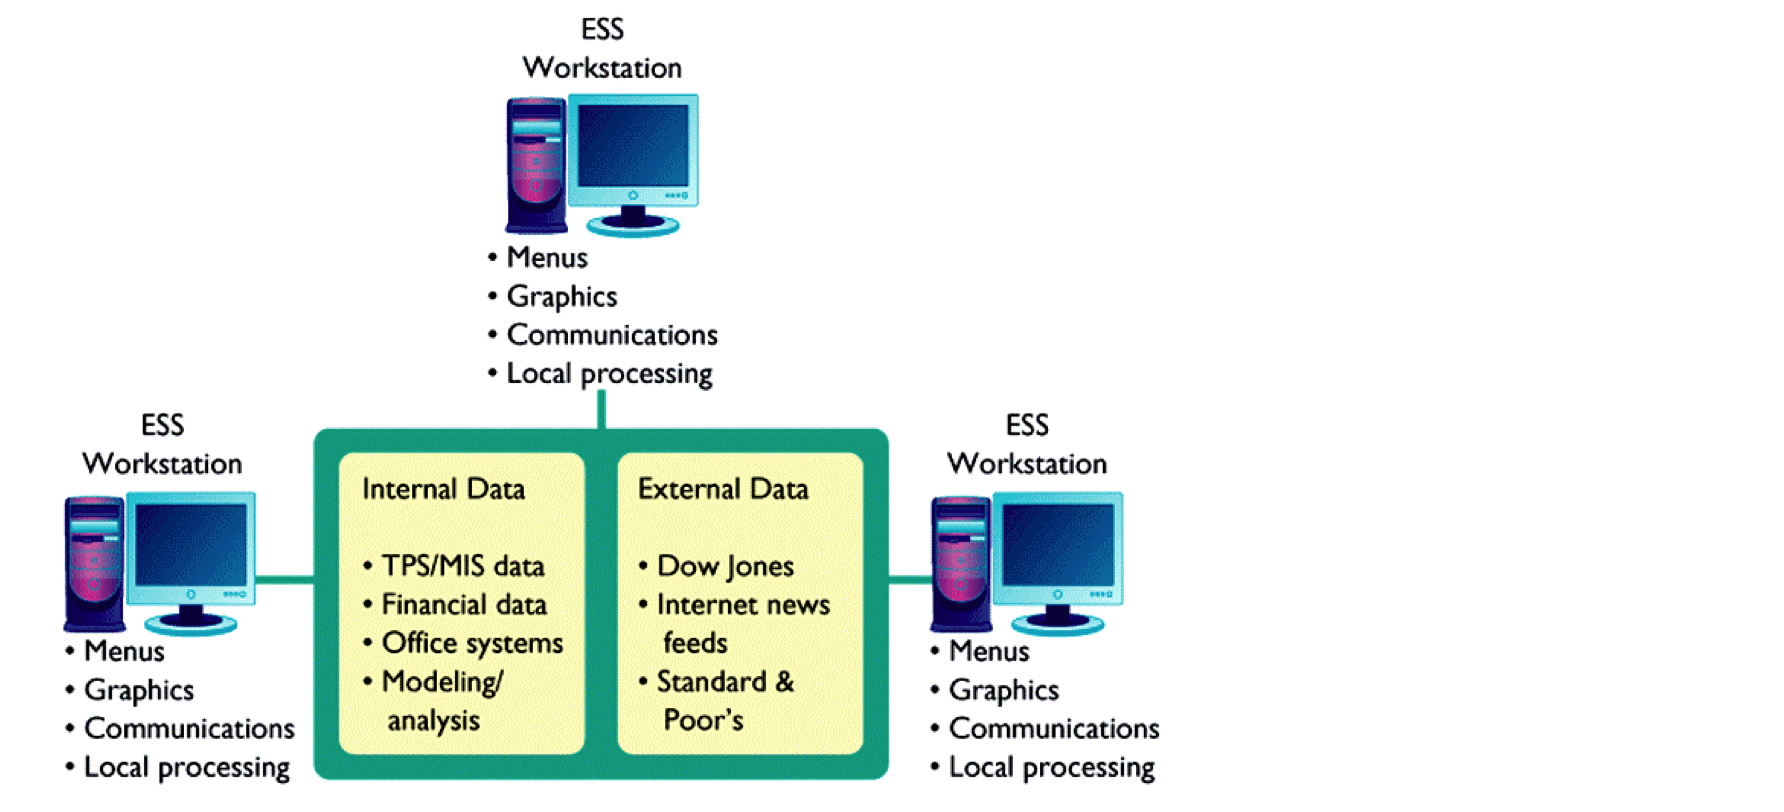 ESS
Workstation
• Menus
• Graphics
• Communications
• Local processing
ESS
Workstation
• Menus
• Graphics
• Communications
• Local processing
Internal Data
• TPS/MIS data
• Financial data
• Office systems
• Modeling/
analysis
External Data
• Dow Jones
• Internet news
feeds
• Standard &
Poor's
ESS
Workstation
• Menus
• Graphics
• Communications
• Local processing